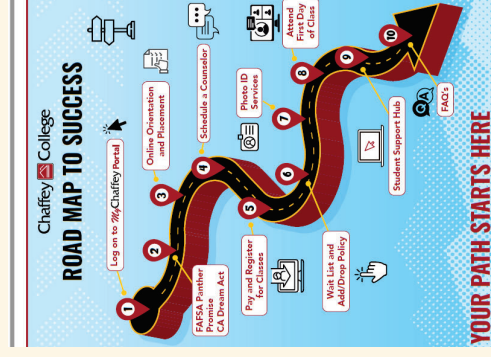 Chaffey College
ROAD MAP TO SUCCESS
1
Log on to MyChaffey Portal
2
FAFSA Panther
Promise
CA Dream Act
3
Online Orientation
and Placement
4
Schedule a Counselor
5
Pay and Register
for Classes
6
Wait List and
Add/Drop Policy
7
Photo ID
Services
8
Attend
First Day
of Class
9
Student Support Hub
10
FAQ's
QA
YOUR PATH STARTS HERE